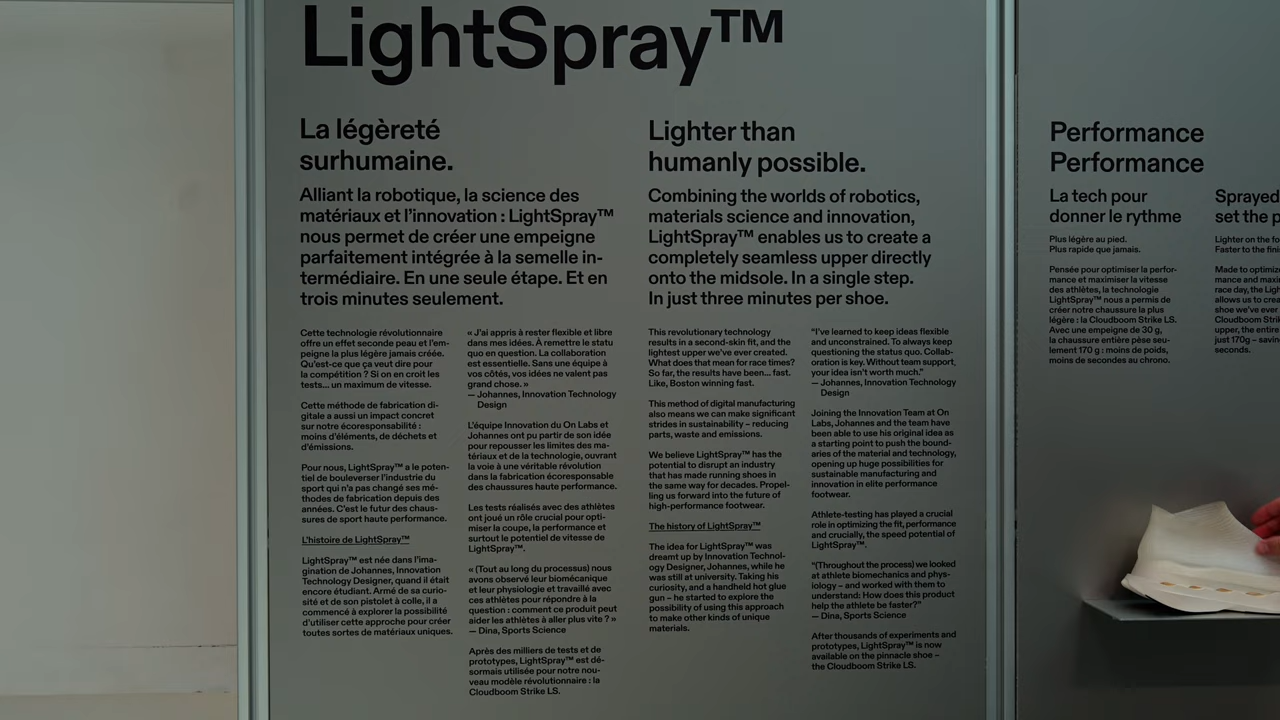 LightSpray™
La légèreté
surhumaine.
Alliant la robotique, la science des
matériaux et l'innovation : LightSpray™
nous permet de créer une empeigne
parfaitement intégrée à la semelle in-
termédiaire. En une seule étape. Et en
trois minutes seulement.
Cette technologie révolutionnaire
offre un effet seconde peau et l'em-
peigne la plus légère jamais créée.
Qu'est-ce que ça veut dire pour
la compétition ? Si on en croit les
tests... un maximum de vitesse.
Cette méthode de fabrication di-
gitale a aussi un impact concret
sur notre écoresponsabilité :
moins d'éléments, de déchets et
d'émissions.
Pour nous, LightSpray™ a le poten-
tiel de bouleverser l'industrie du
sport qui n'a pas changé ses mé-
thodes de fabrication depuis des
années. C'est le futur des chaus-
sures de sport haute performance.
L'histoire de LightSpray™
LightSpray™ est née dans l'ima-
gination de Johannes, Innovation
Technology Designer, quand il était
encore étudiant. Armé de sa curio-
sité et de son pistolet à colle, il a
commencé à explorer la possibilité
d'utiliser cette approche pour créer
toutes sortes de matériaux uniques.
« J'ai appris à rester flexible et libre
dans mes idées. À remettre le statu
quo en question. La collaboration
est essentielle. Sans une équipe à
vos côtés, vos idées ne valent pas
grand chose. »
— Johannes, Innovation Technology
Design
L'équipe Innovation du On Labs et
Johannes ont pu partir de son idée
pour repousser les limites des ma-
tériaux et de la technologie, ouvrant
la voie à une véritable révolution
dans la fabrication écoresponsable
des chaussures haute performance.
Les tests réalisés avec des athlètes
ont joué un rôle crucial pour opti-
miser la coupe, la performance et
surtout le potentiel de vitesse de
LightSpray™.
« (Tout au long du processus) nous
avons observé leur biomécanique
et leur physiologie et travaillé avec
ces athlètes pour répondre à la
question : comment ce produit peut
aider les athlètes à aller plus vite ? »
— Dina, Sports Science
Après des milliers de tests et de
prototypes, LightSpray™ est dé-
sormais utilisée pour notre nou-
veau modèle révolutionnaire : la
Cloudboom Strike LS.
Lighter than
humanly possible.
Combining the worlds of robotics,
materials science and innovation,
LightSpray™ enables us to create a
completely seamless upper directly
onto the midsole. In a single step.
In just three minutes per shoe.
This revolutionary technology
results in a second-skin fit, and the
lightest upper we've ever created.
What does that mean for race times?
So far, the results have been... fast.
Like, Boston winning fast.
This method of digital manufacturing
also means we can make significant
strides in sustainability – reducing
parts, waste and emissions.
We believe LightSpray™ has the
potential to disrupt an industry
that has made running shoes in
the same way for decades. Propel-
ling us forward into the future of
high-performance footwear.
The history of LightSpray™
The idea for LightSpray™ was
dreamt up by Innovation Technol-
ogy Designer, Johannes, while he
was still at university. Taking his
curiosity, and a handheld hot glue
gun – he started to explore the
possibility of using this approach
to make other kinds of unique
materials.
"I've learned to keep ideas flexible
and unconstrained. To always keep
questioning the status quo. Collab-
oration is key. Without team support,
your idea isn't worth much."
— Johannes, Innovation Technology
Design
Joining the Innovation Team at On
Labs, Johannes and the team have
been able to use his original idea as
a starting point to push the bound-
aries of the material and technology,
opening up huge possibilities for
sustainable manufacturing and
innovation in elite performance
footwear.
Athlete-testing has played a crucial
role in optimizing the fit, performance
and crucially, the speed potential of
LightSpray™.
"(Throughout the process) we looked
at athlete biomechanics and phys-
iology – and worked with them to
understand: How does this product
help the athlete be faster?"
— Dina, Sports Science
After thousands of experiments and
prototypes, LightSpray™ is now
available on the pinnacle shoe –
the Cloudboom Strike LS.
Performance
Performance
La tech pour
donner le rythme
Plus légère au pied.
Plus rapide que jamais.
Pensée pour optimiser la perfor-
mance et maximiser la vitesse
des athlètes, la technologie
LightSpray™ nous a permis de
créer notre chaussure la plus
légère : la Cloudboom Strike LS.
Avec une empeigne de 30 g,
la chaussure entière pèse seu-
lement 170 g : moins de poids,
moins de secondes au chrono.
Sprayed
set the
Lighter on the
Faster to the
Made to
mance and
race day, the
allows us to
shoe we've
Cloudboom
upper, the entire
just 170g –
seconds.